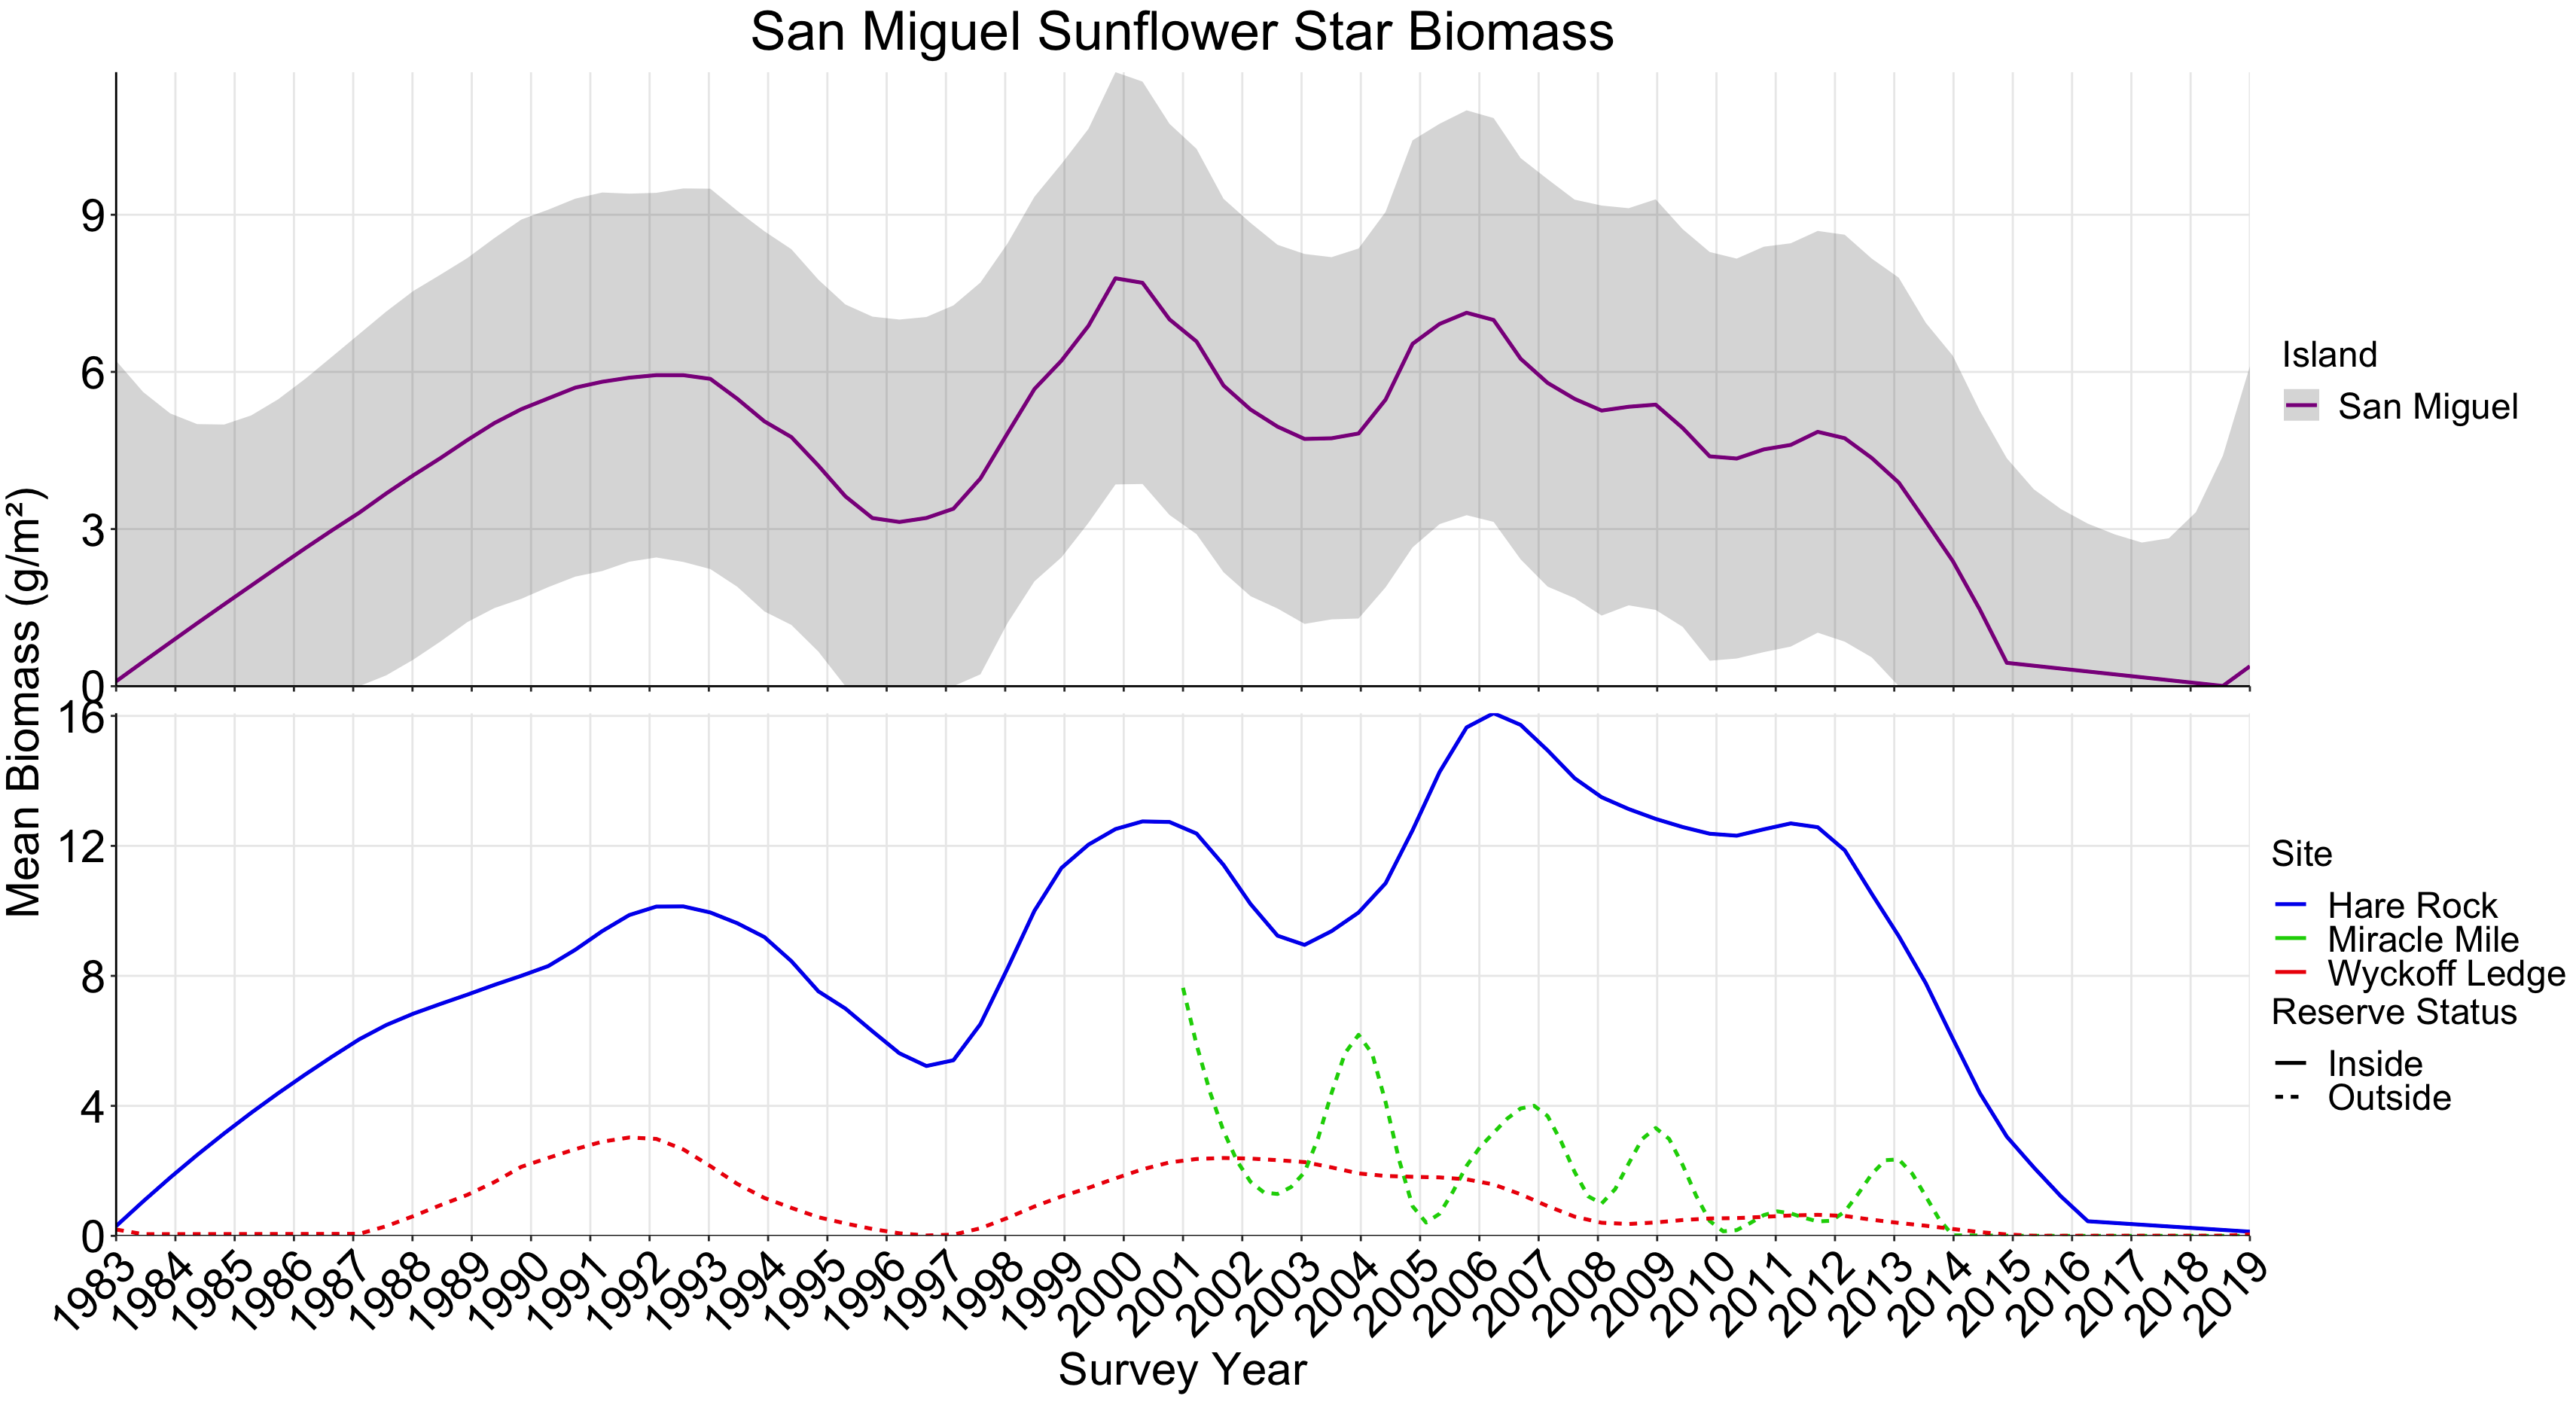 San Miguel Sunflower Star Biomass
Mean Biomass (g/m²)
9
6
3
0
Island
San Miguel
16
12
8
4
0
Site
Hare Rock
Miracle Mile
Wyckoff Ledge
Reserve Status
Inside
Outside
1983 1984 1985 1986 1987 1988 1989 1990 1991 1992 1993 1994 1995 1996 1997 1998 1999 2000 2001 2002 2003 2004 2005 2006 2007 2008 2009 2010 2011 2012 2013 2014 2015 2016 2017 2018 2019
Survey Year